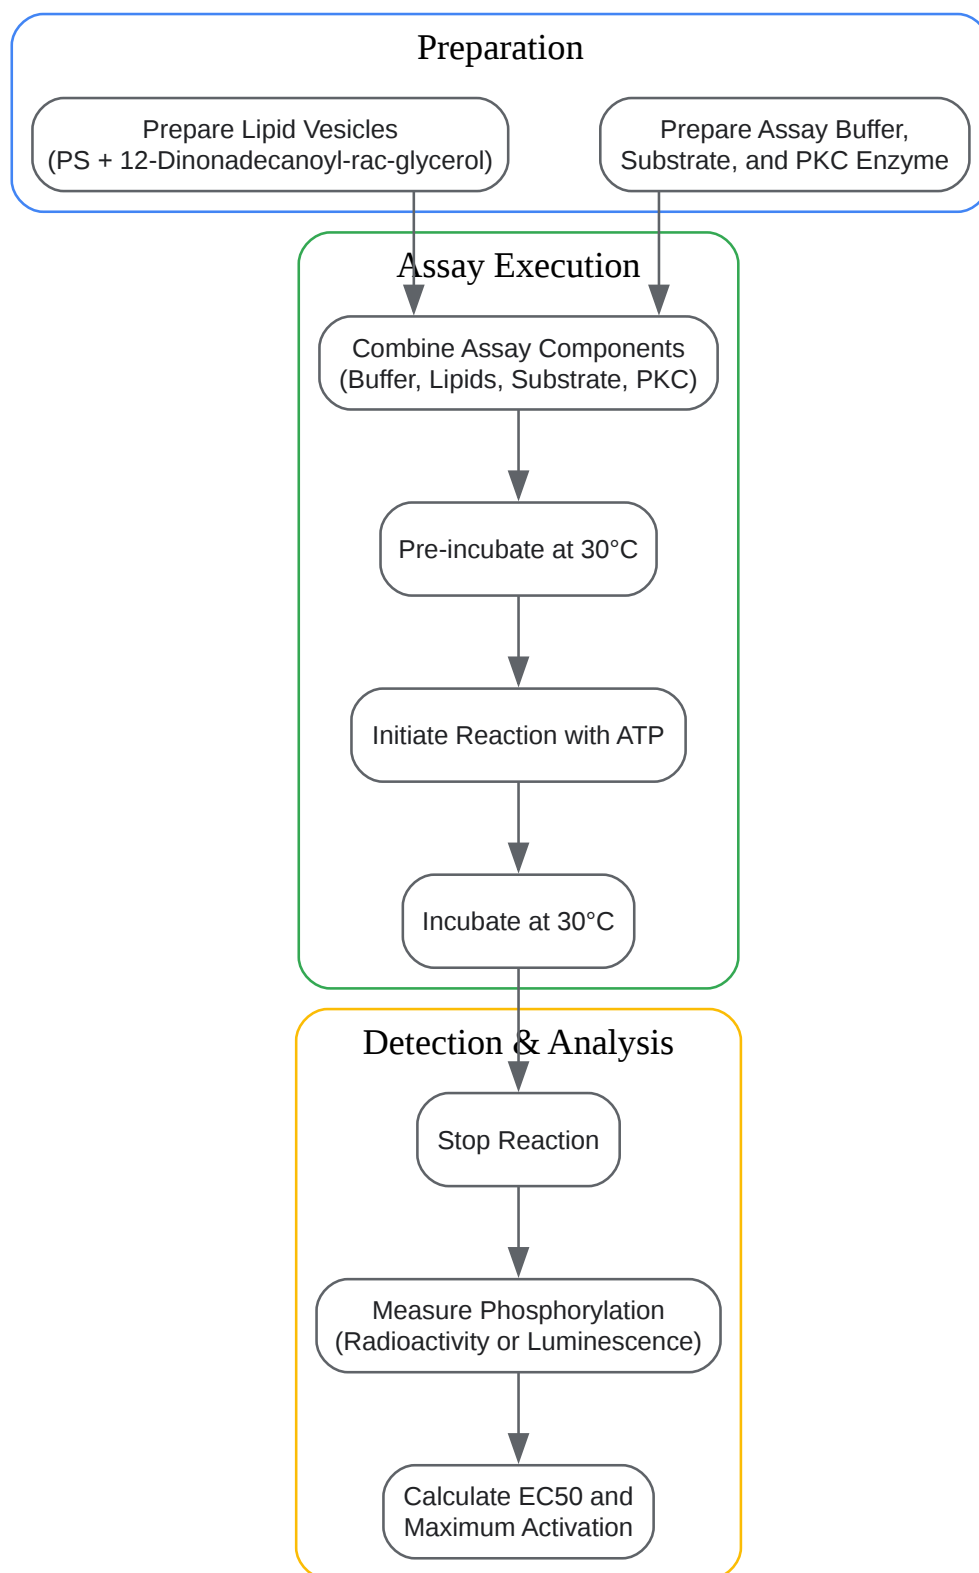 Preparation
Prepare Lipid Vesicles
(PS + 12-Dinonadecanoyl-rac-glycerol)
Prepare Assay Buffer,
Substrate, and PKC Enzyme
Assay Execution
Combine Assay Components
(Buffer, Lipids, Substrate, PKC)
Pre-incubate at 30°C
Initiate Reaction with ATP
Incubate at 30°C
Detection & Analysis
Stop Reaction
Measure Phosphorylation
(Radioactivity or Luminescence)
Calculate EC50 and
Maximum Activation